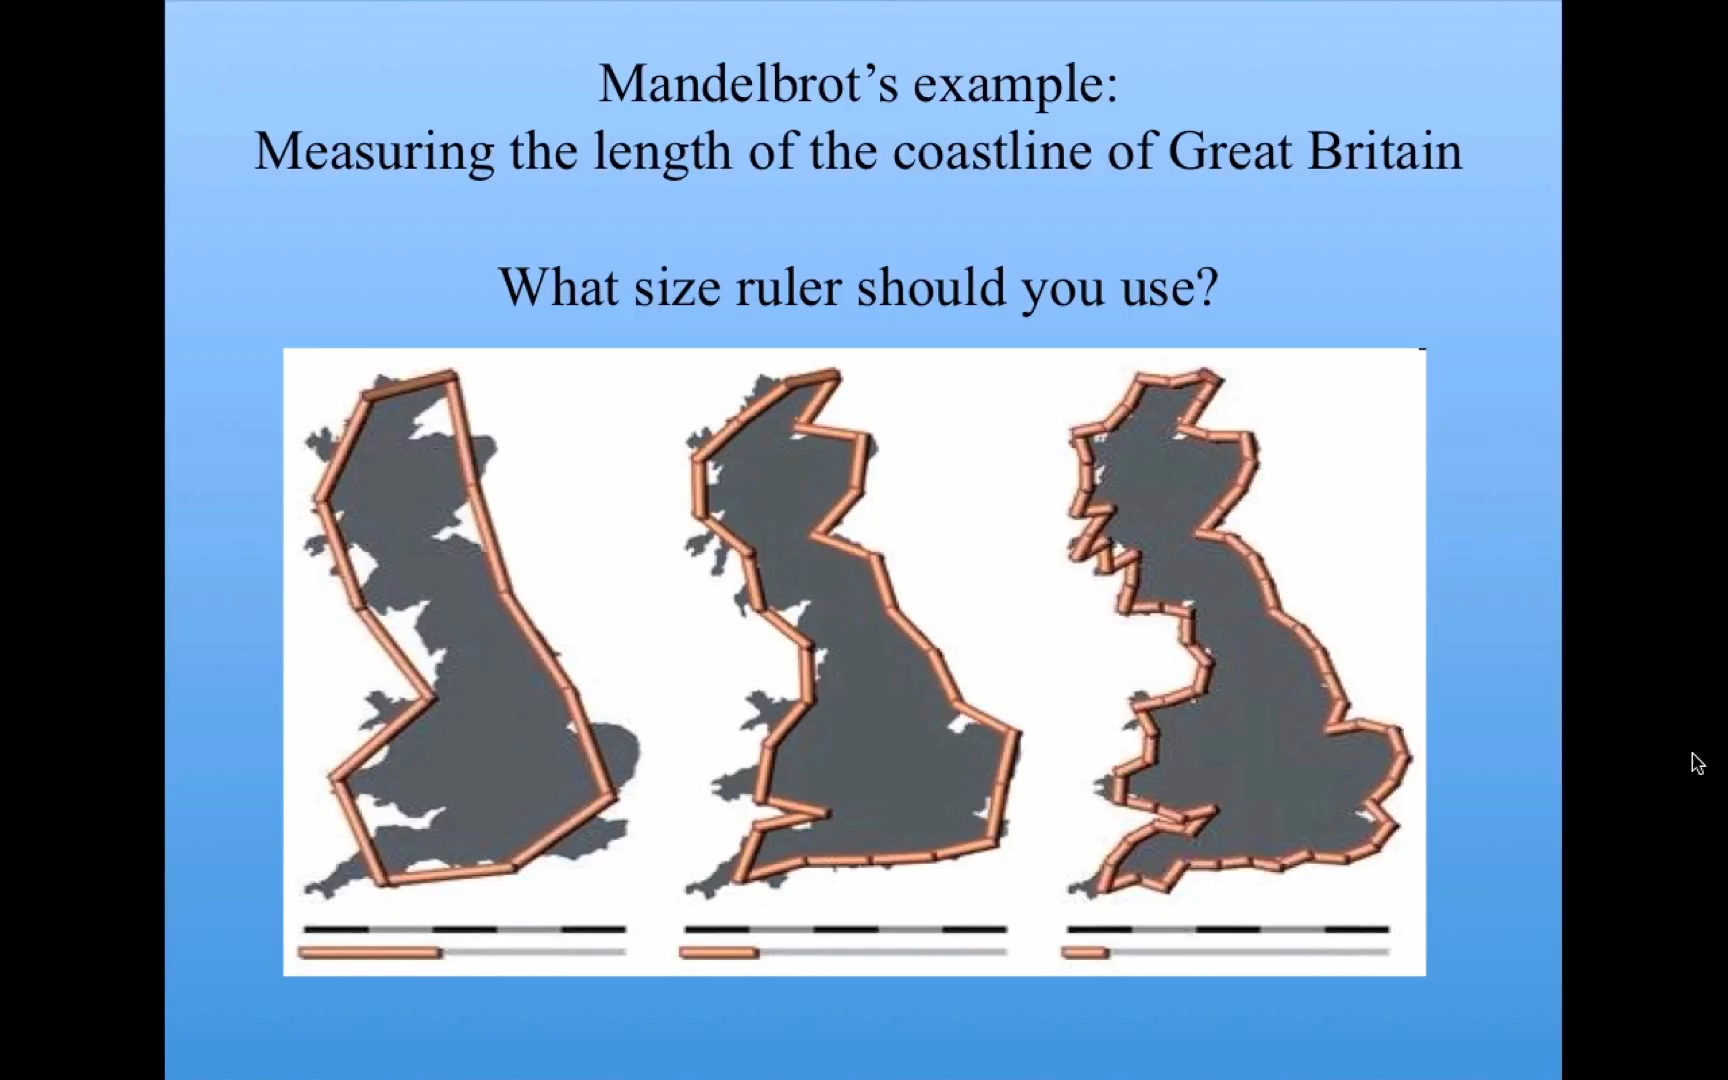 Mandelbrot’s example:
Measuring the length of the coastline of Great Britain
What size ruler should you use?